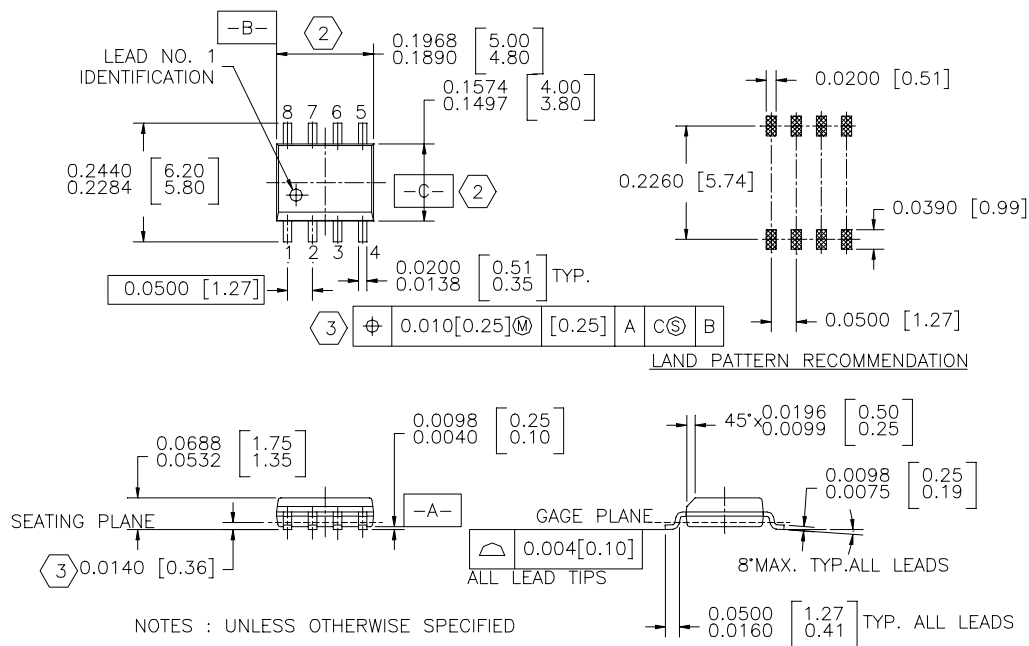 -B-
2
0.1968 [5.00]
0.1890 [4.80]
LEAD NO. 1
IDENTIFICATION
0.1574 [4.00]
0.1497 [3.80]
0.0200 [0.51]
8 7 6 5
0.2440 [6.20]
0.2284 [5.80]
-C- 2
0.2260 [5.74]
0.0390 [0.99]
1 2 3 4
0.0500 [1.27]
0.0200 [0.51] TYP.
0.0138 [0.35]
3 ⌖ 0.010[0.25]Ⓜ [0.25] A CⓈ B
0.0500 [1.27]
LAND PATTERN RECOMMENDATION
0.0688 [1.75]
0.0532 [1.35]
0.0098 [0.25]
0.0040 [0.10]
45°x 0.0196 [0.50]
0.0099 [0.25]
0.0098 [0.25]
0.0075 [0.19]
-A-
SEATING PLANE
GAGE PLANE
⌓ 0.004[0.10]
ALL LEAD TIPS
3 0.0140 [0.36]
8°MAX. TYP.ALL LEADS
0.0500 [1.27] TYP. ALL LEADS
0.0160 [0.41]
NOTES : UNLESS OTHERWISE SPECIFIED